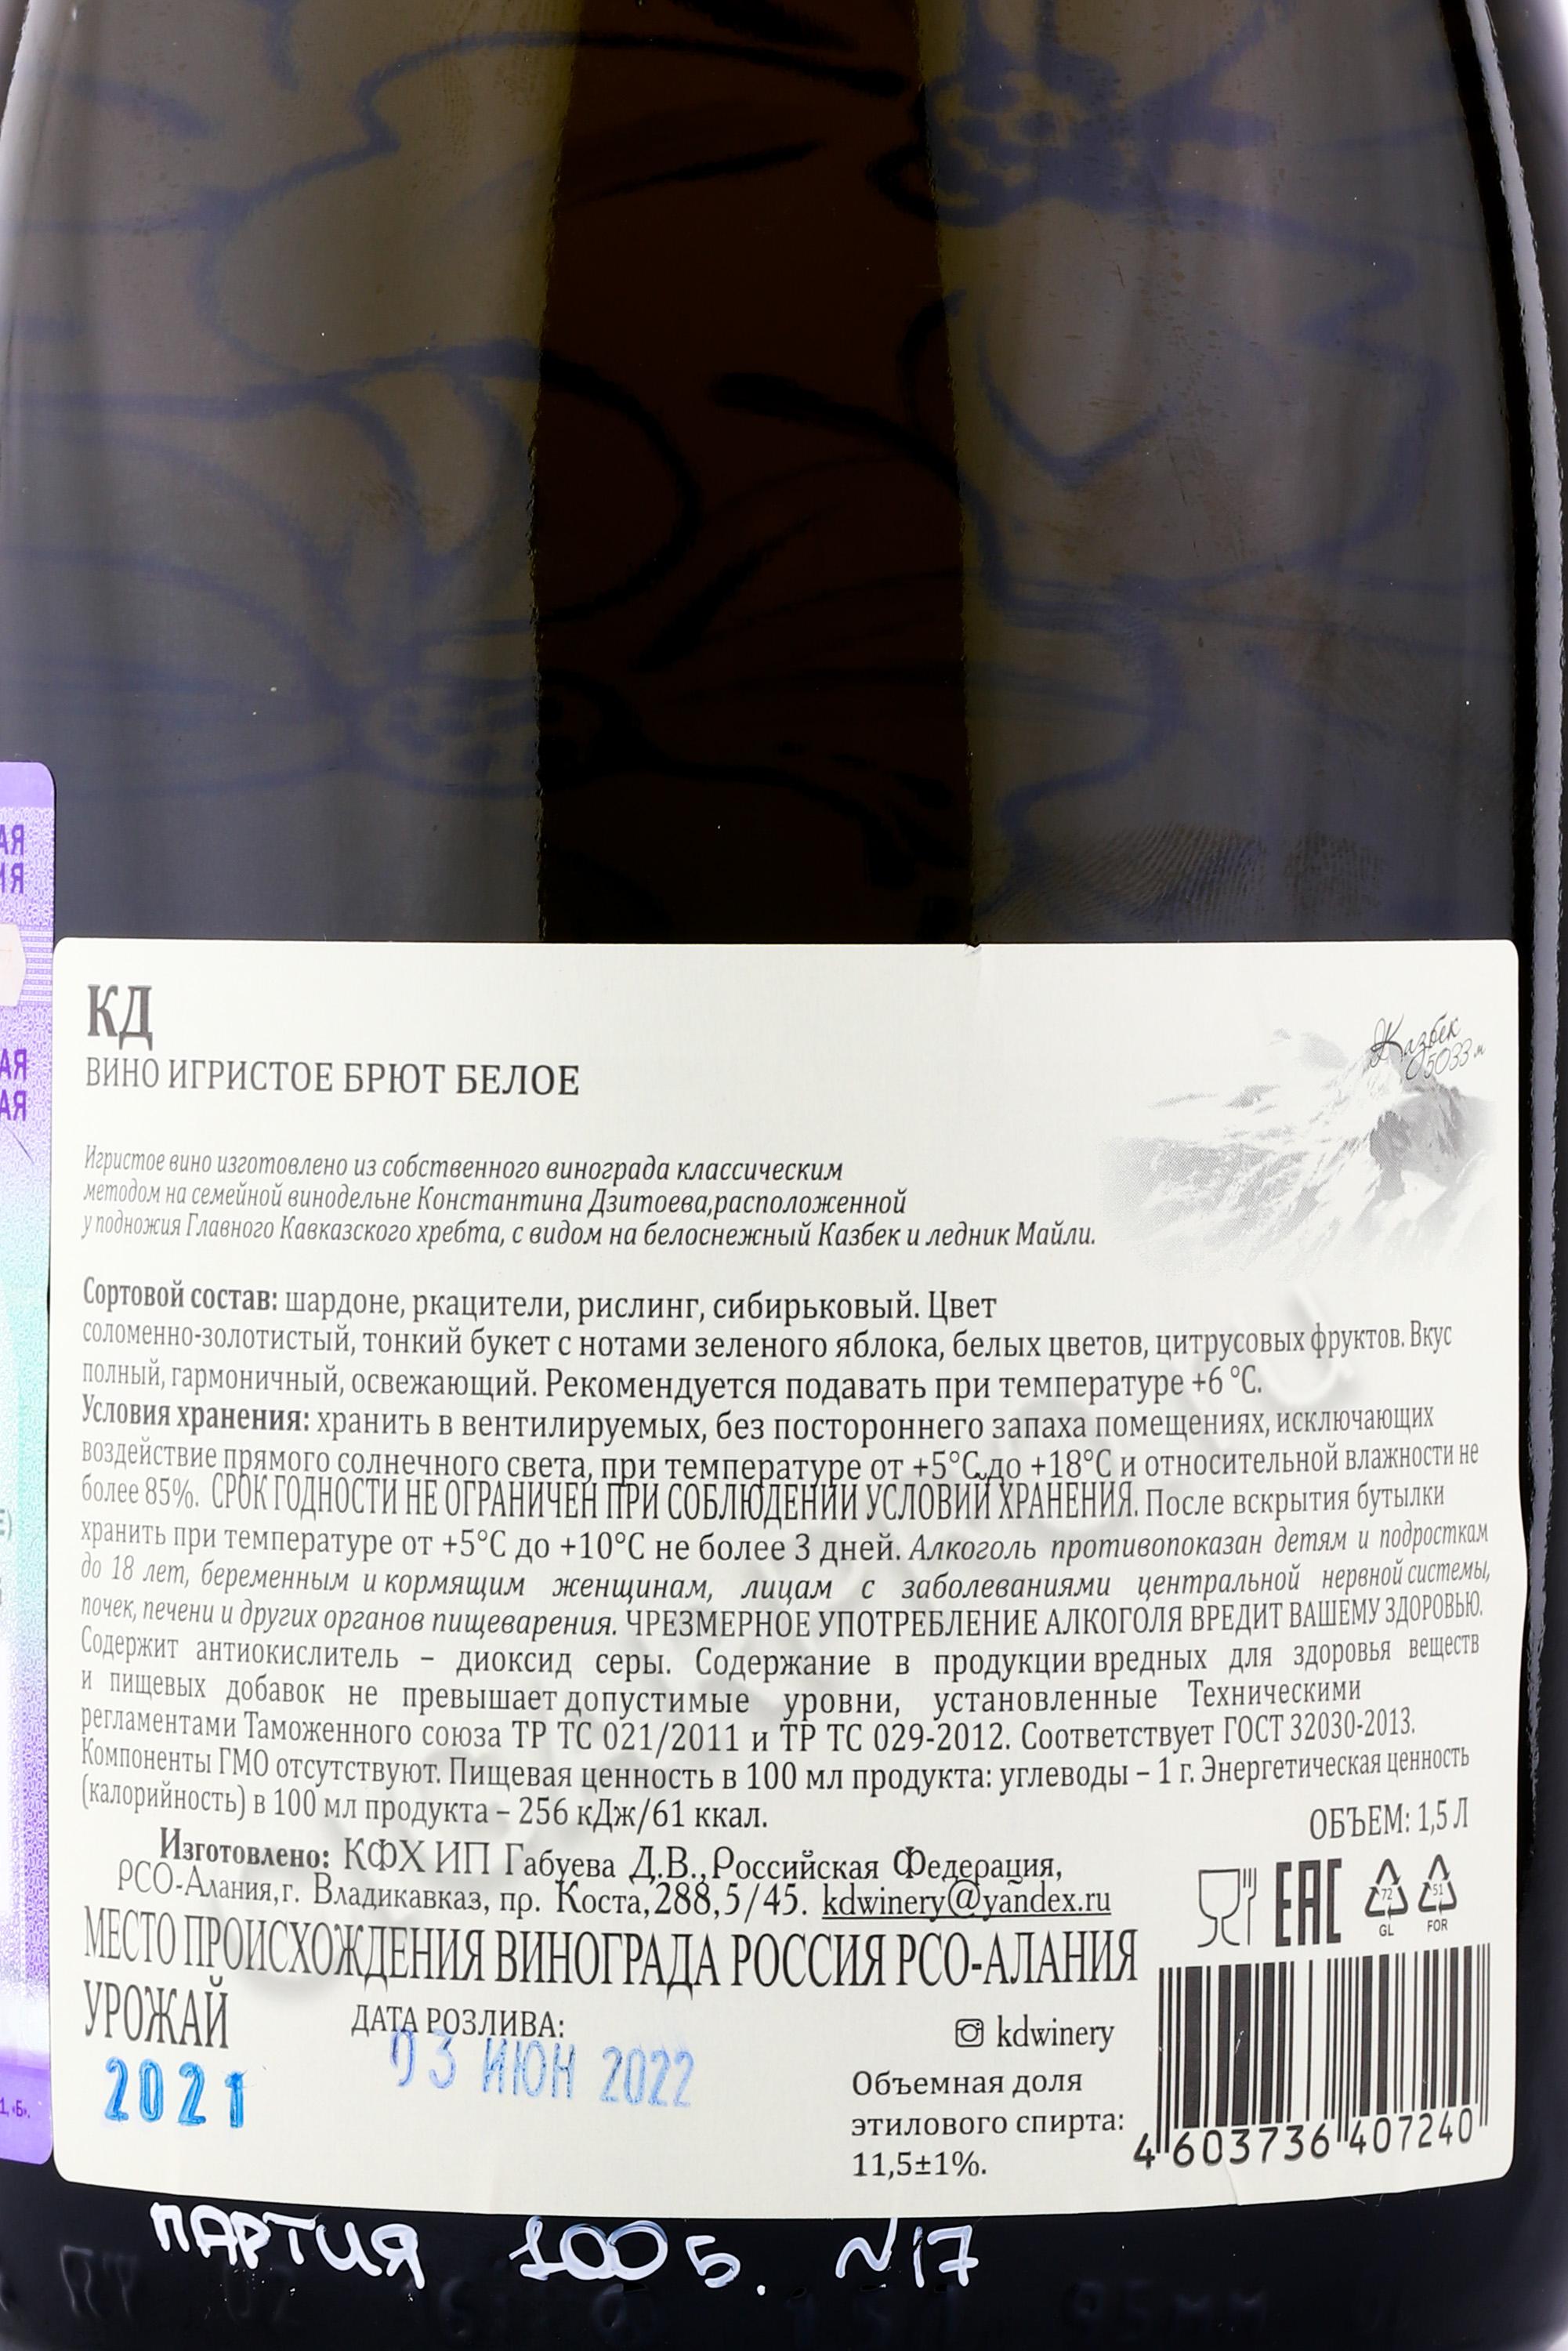 АЯ
ИЯ
АЯ
АЯ
КД
ВИНО ИГРИСТОЕ БРЮТ БЕЛОЕ
Казбек
5033 м
Игристое вино изготовлено из собственного винограда классическим
методом на семейной винодельне Константина Дзитоева,расположенной
у подножия Главного Кавказского хребта, с видом на белоснежный Казбек и ледник Майли.
Сортовой состав: шардоне, ркацители, рислинг, сибирьковый. Цвет
соломенно-золотистый, тонкий букет с нотами зеленого яблока, белых цветов, цитрусовых фруктов. Вкус
полный, гармоничный, освежающий. Рекомендуется подавать при температуре +6 °С.
Условия хранения: хранить в вентилируемых, без постороннего запаха помещениях, исключающих
воздействие прямого солнечного света, при температуре от +5°С до +18°С и относительной влажности не
более 85%. СРОК ГОДНОСТИ НЕ ОГРАНИЧЕН ПРИ СОБЛЮДЕНИИ УСЛОВИЙ ХРАНЕНИЯ. После вскрытия бутылки
хранить при температуре от +5°С до +10°С не более 3 дней. Алкоголь противопоказан детям и подросткам
до 18 лет, беременным и кормящим женщинам, лицам с заболеваниями центральной нервной системы,
почек, печени и других органов пищеварения. ЧРЕЗМЕРНОЕ УПОТРЕБЛЕНИЕ АЛКОГОЛЯ ВРЕДИТ ВАШЕМУ ЗДОРОВЬЮ.
Содержит антиокислитель – диоксид серы. Содержание в продукции вредных для здоровья веществ
и пищевых добавок не превышает допустимые уровни, установленные Техническими
регламентами Таможенного союза ТР ТС 021/2011 и ТР ТС 029-2012. Соответствует ГОСТ 32030-2013.
Компоненты ГМО отсутствуют. Пищевая ценность в 100 мл продукта: углеводы – 1 г. Энергетическая ценность
(калорийность) в 100 мл продукта – 256 кДж/61 ккал.
ОБЪЕМ: 1,5 Л
Изготовлено: КФХ ИП Габуева Д.В.,Российская Федерация,
РСО-Алания,г. Владикавказ, пр. Коста,288,5/45. kdwinery@yandex.ru
EAC
72
GL
51
FOR
МЕСТО ПРОИСХОЖДЕНИЯ ВИНОГРАДА РОССИЯ РСО-АЛАНИЯ
УРОЖАЙ
2021
ДАТА РОЗЛИВА:
03 ИЮН 2022
kdwinery
Объемная доля
этилового спирта:
11,5±1%.
4 603736 407240
ПАРТИЯ 100 Б. N17